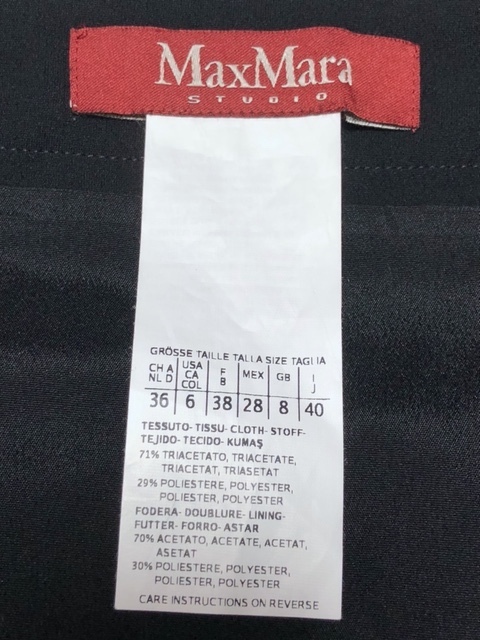 MaxMara
STUDIO
GRÖSSE TAILLE TALLA SIZE TAGLIA
CH A NL D USA CA COL F B MEX GB I J
36 6 38 28 8 40
TESSUTO- TISSU- CLOTH- STOFF-
TEJIDO- TECIDO- KUMAŞ
71% TRIACETATO, TRIACETATE,
TRIACETAT, TRIASETAT
29% POLIESTERE, POLYESTER,
POLIESTER, POLYESTER
FODERA- DOUBLURE- LINING-
FUTTER- FORRO- ASTAR
70% ACETATO, ACETATE, ACETAT,
ASETAT
30% POLIESTERE, POLYESTER,
POLIESTER, POLYESTER
CARE INSTRUCTIONS ON REVERSE